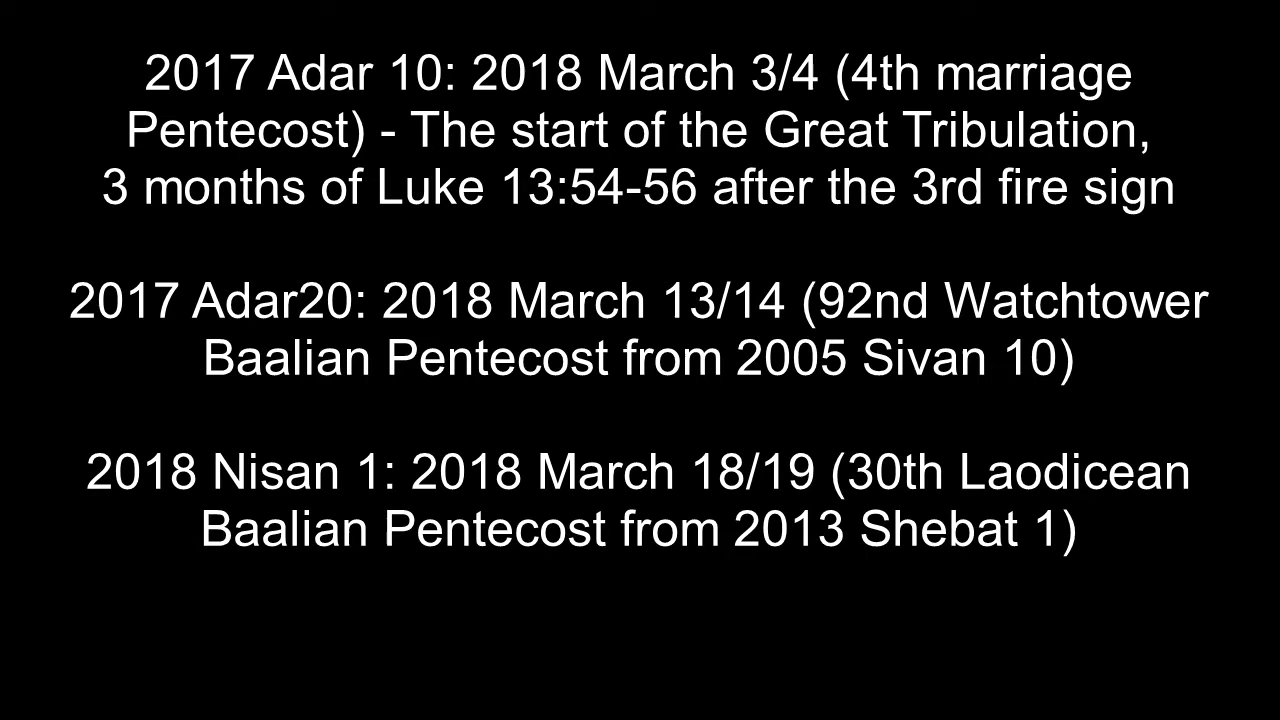 2017 Adar 10: 2018 March 3/4 (4th marriage
Pentecost) - The start of the Great Tribulation,
3 months of Luke 13:54-56 after the 3rd fire sign
2017 Adar20: 2018 March 13/14 (92nd Watchtower
Baalian Pentecost from 2005 Sivan 10)
2018 Nisan 1: 2018 March 18/19 (30th Laodicean
Baalian Pentecost from 2013 Shebat 1)